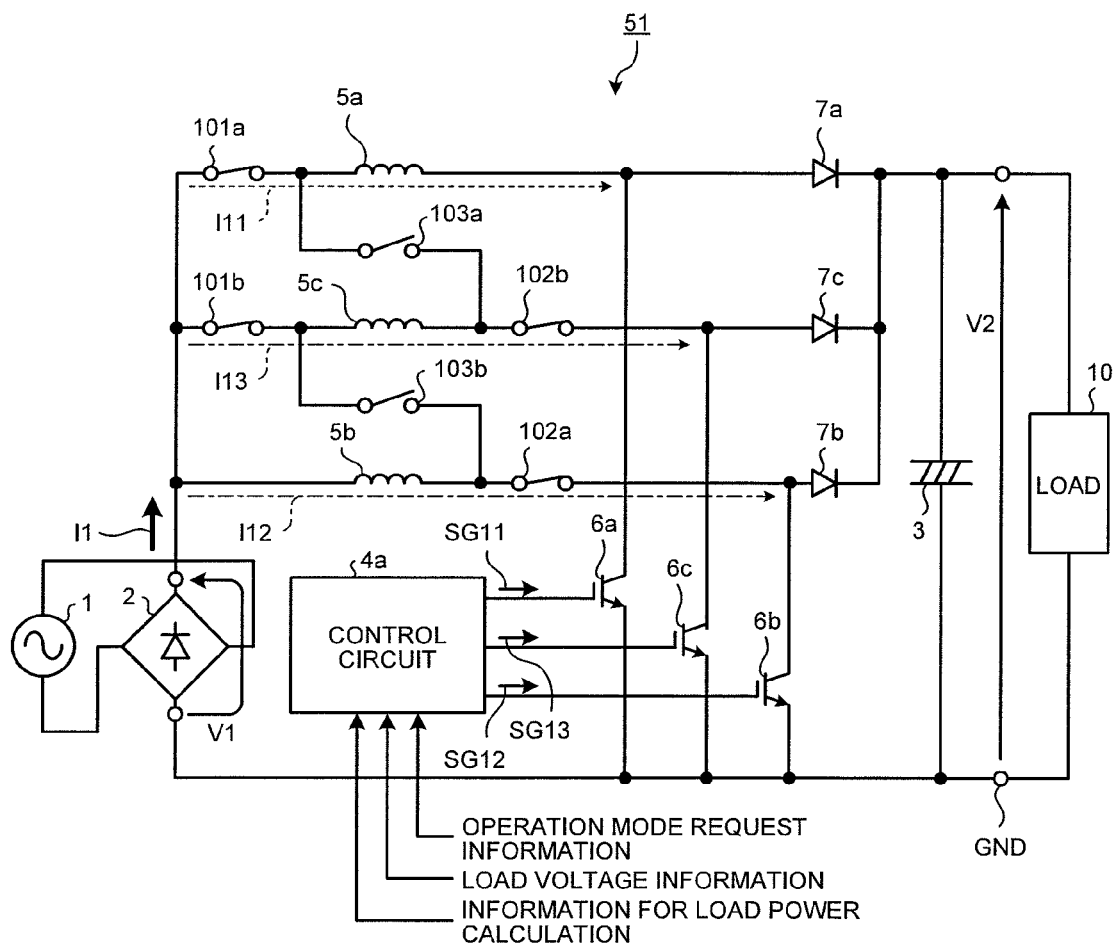 51
5a
7a
101a
I11
103a
5c
102b
7c
101b
V2
I13
103b
10
5b
102a
7b
LOAD
I1
I12
3
SG11
6a
4a
6c
1
2
CONTROL
CIRCUIT
6b
V1
SG13
SG12
OPERATION MODE REQUEST
INFORMATION
GND
LOAD VOLTAGE INFORMATION
INFORMATION FOR LOAD POWER
CALCULATION